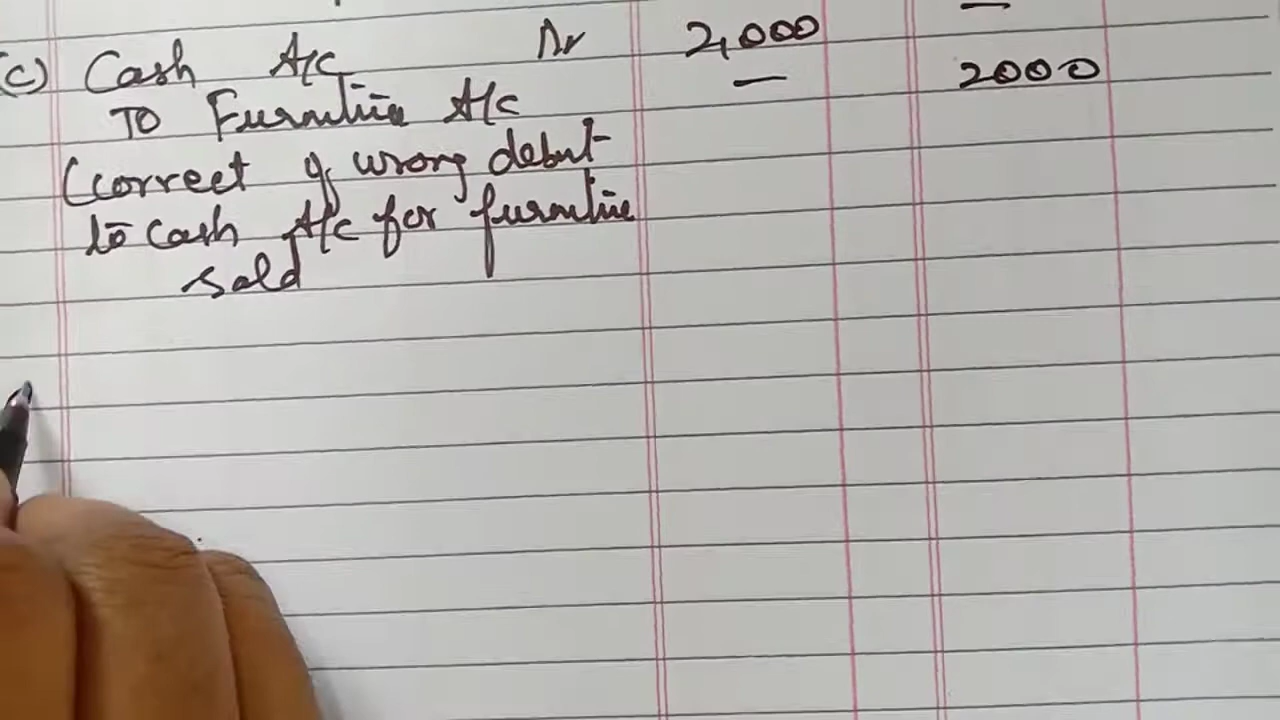 (c) Cash A/c Dr 2,000 —
TO Furniture A/c — 2000
(correct of wrong debit
to cash A/c for furniture
sold